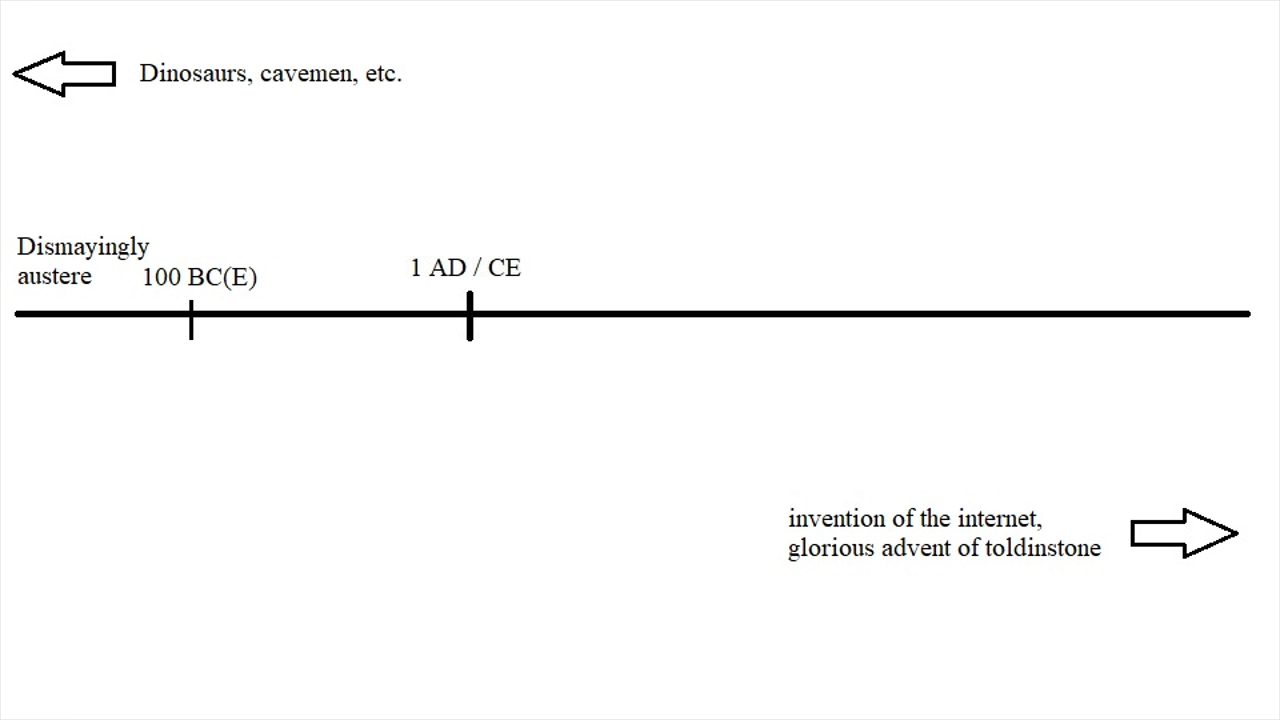 Dinosaurs, cavemen, etc.
Dismayingly
austere
100 BC(E)
1 AD / CE
invention of the internet,
glorious advent of toldinstone